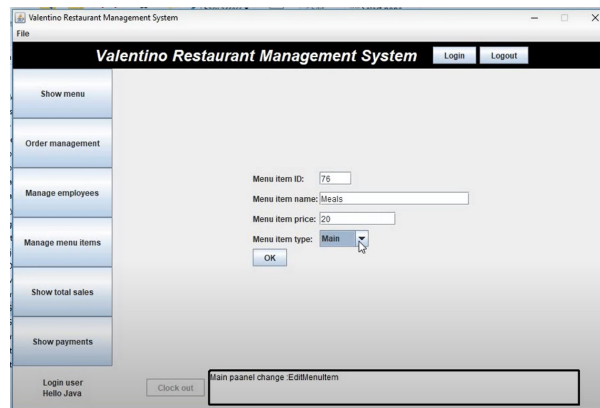 Valentino Restaurant Management System
File
Valentino Restaurant Management System Login Logout
Show menu
Order management
Manage employees
Manage menu items
Show total sales
Show payments
Menu item ID: 76
Menu item name: Meals
Menu item price: 20
Menu item type: Main
OK
Login user
Hello Java
Clock out
Main paanel change :EditMenuItem